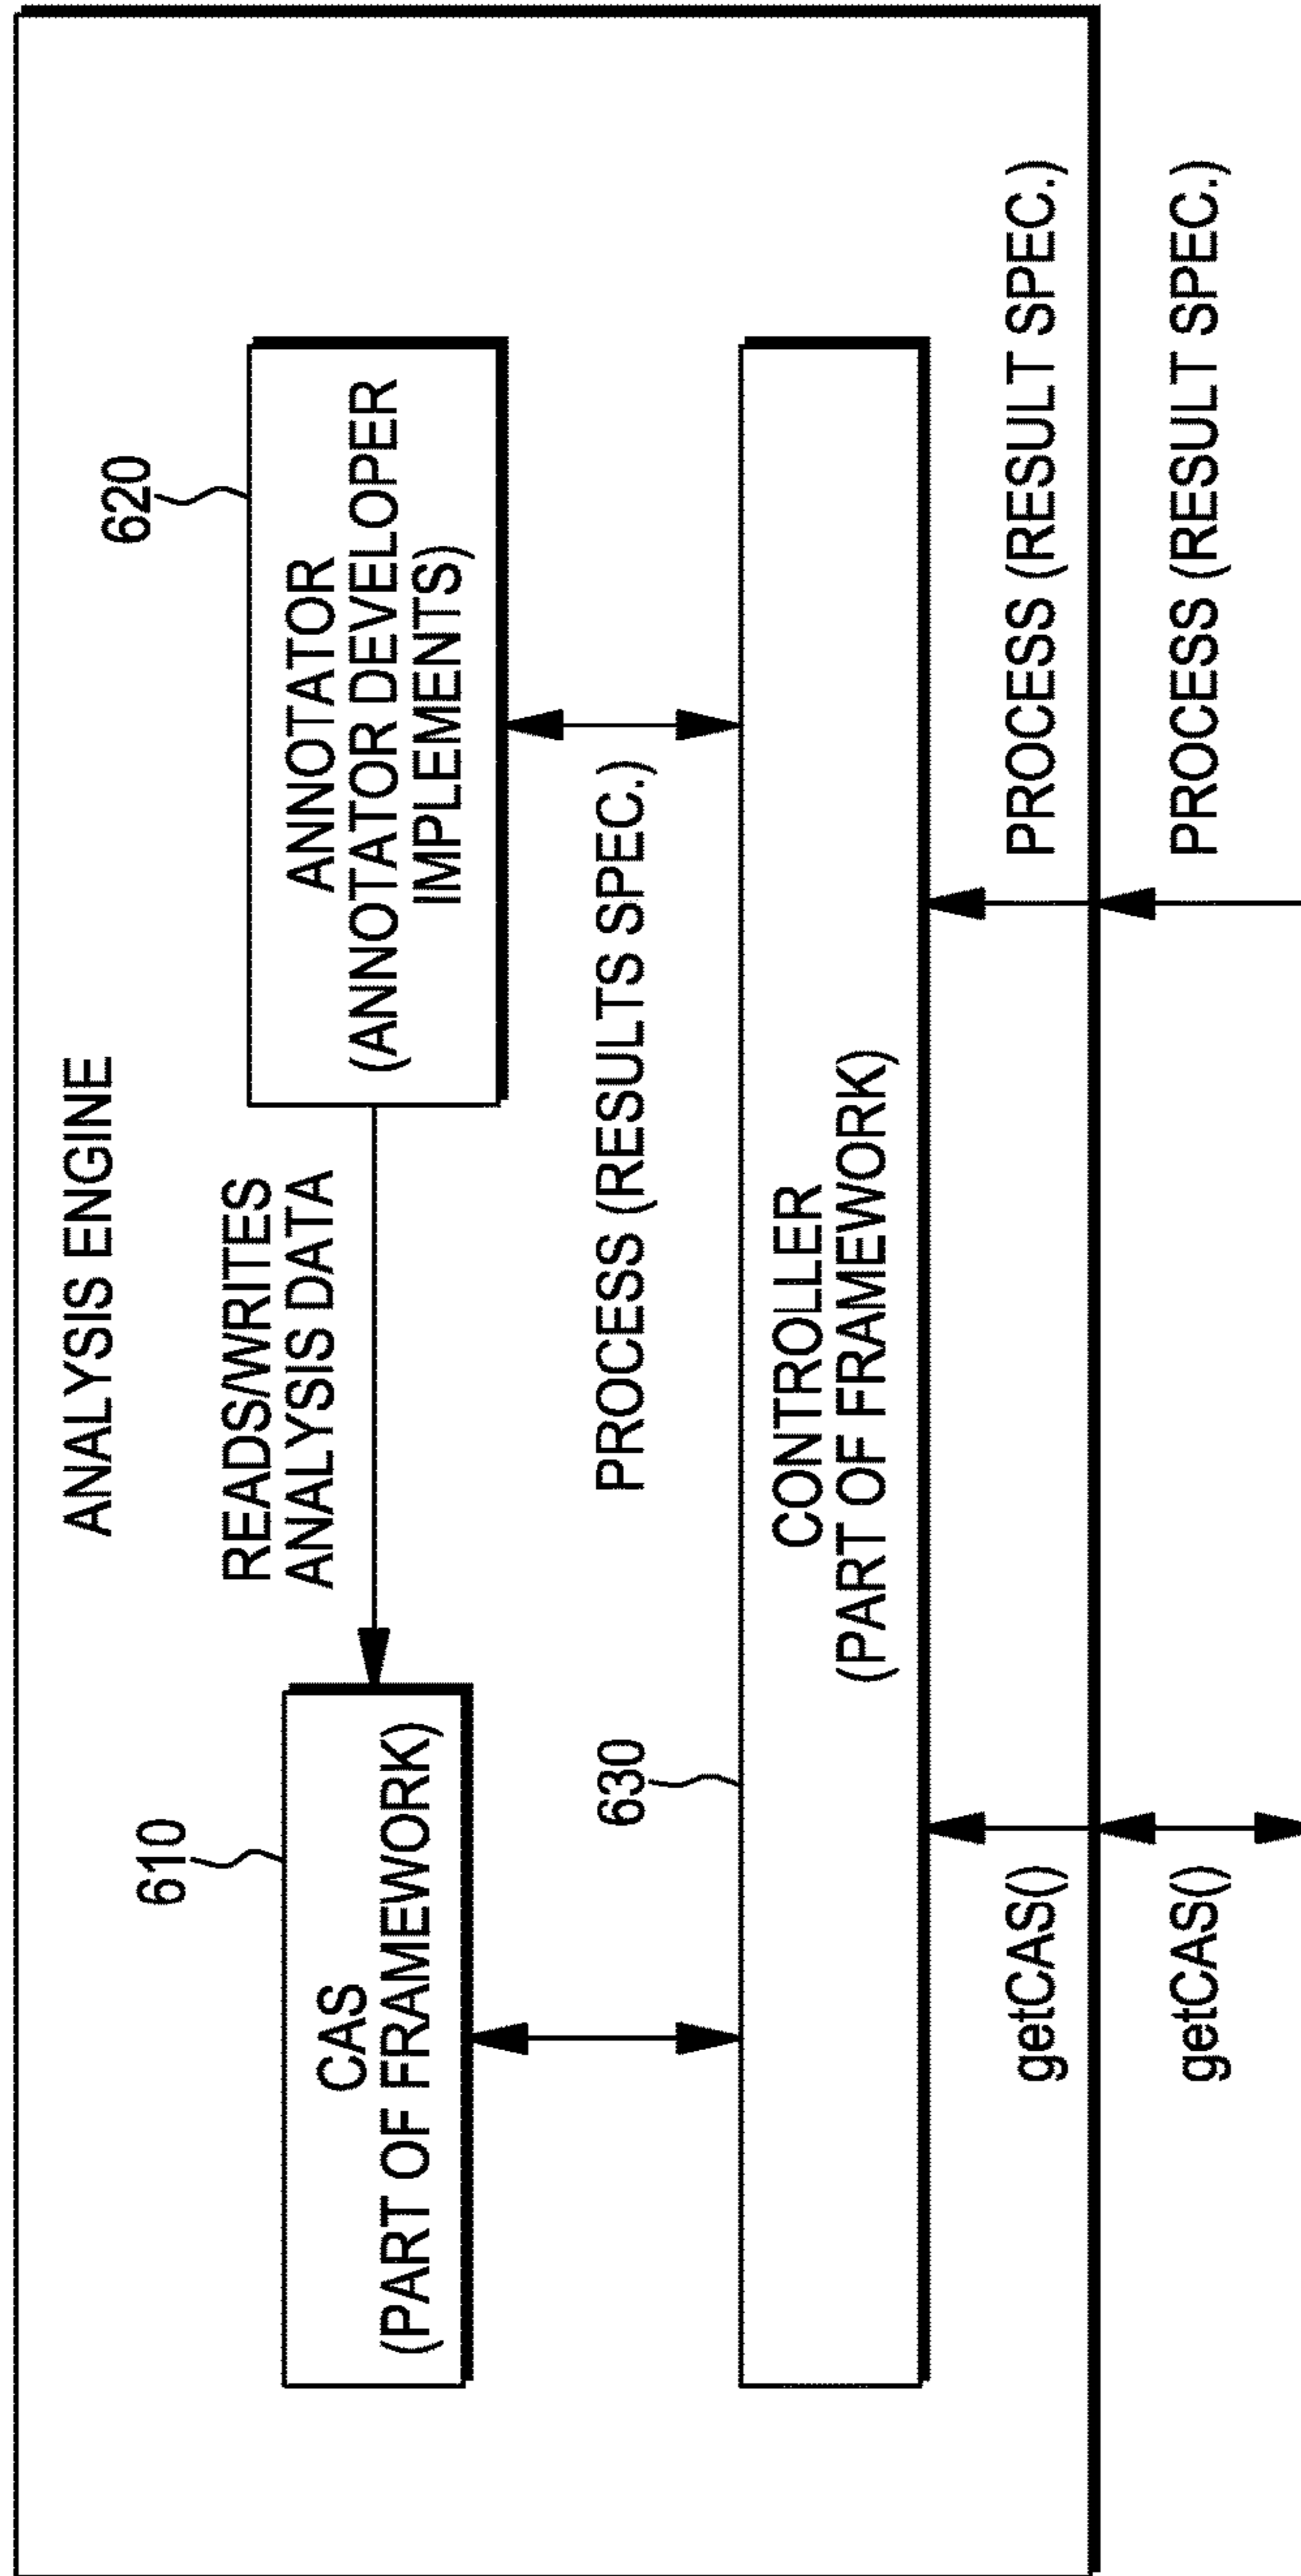 ANALYSIS ENGINE
610
CAS
(PART OF FRAMEWORK)
READS/WRITES
ANALYSIS DATA
620
ANNOTATOR
(ANNOTATOR DEVELOPER
IMPLEMENTS)
630
PROCESS (RESULTS SPEC.)
CONTROLLER
(PART OF FRAMEWORK)
getCAS()
PROCESS (RESULT SPEC.)
getCAS()
PROCESS (RESULT SPEC.)